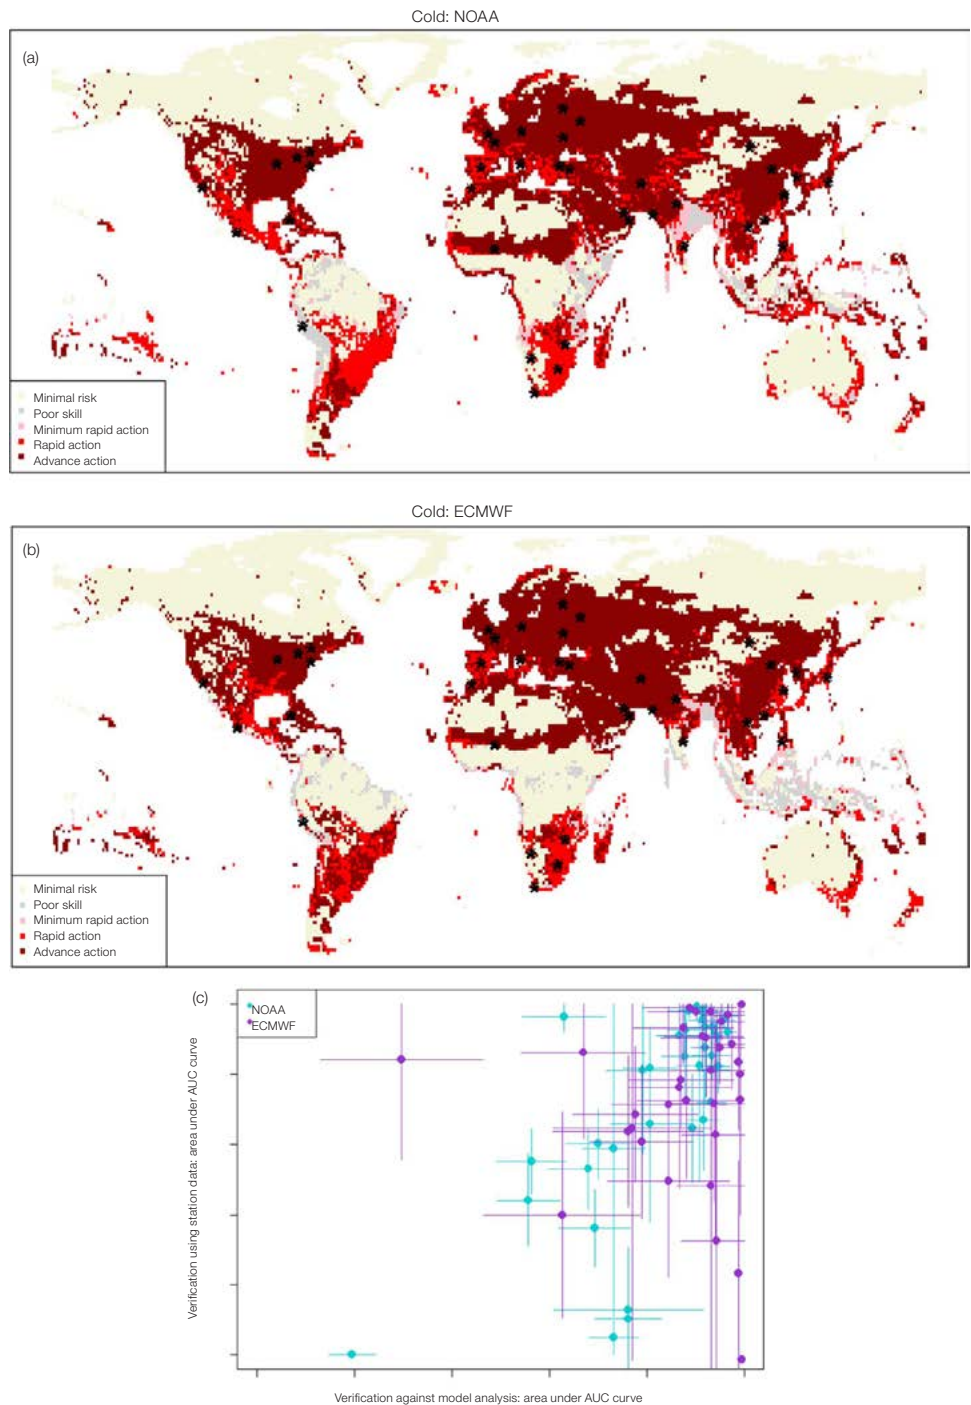 Cold: NOAA
(a)
Minimal risk
Poor skill
Minimum rapid action
Rapid action
Advance action
Cold: ECMWF
(b)
Minimal risk
Poor skill
Minimum rapid action
Rapid action
Advance action
(c)
NOAA
ECMWF
Verification using station data: area under AUC curve
Verification against model analysis: area under AUC curve